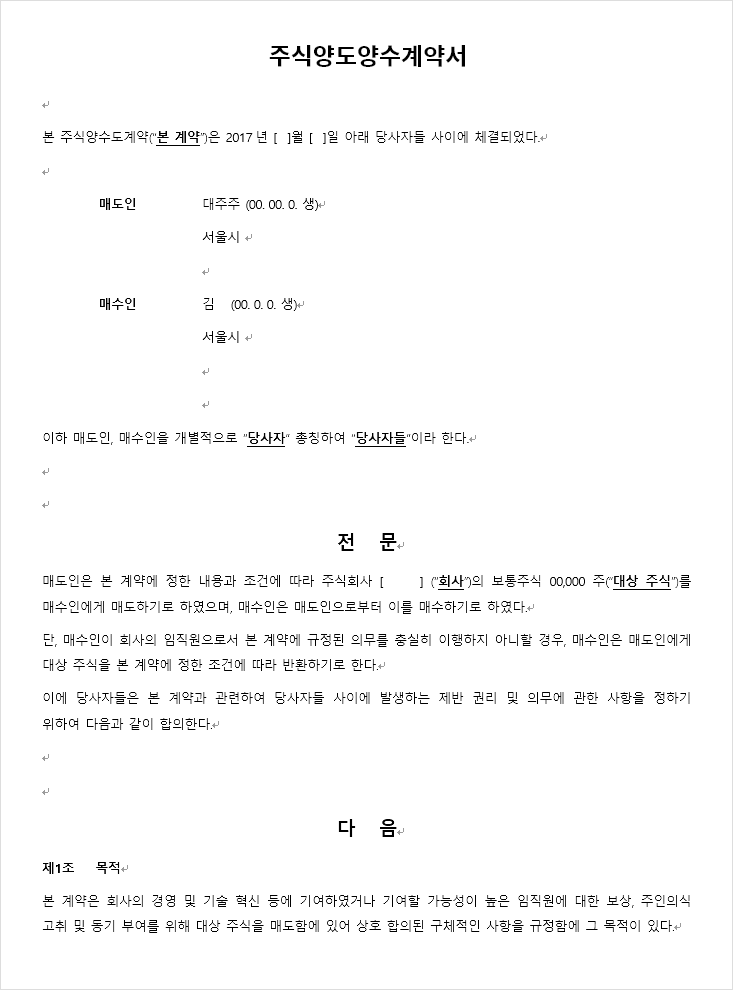 주식양도양수계약서
본 주식양수도계약(“본 계약”)은 2017년 [ ]월 [ ]일 아래 당사자들 사이에 체결되었다.
매도인 대주주 (00. 00. 0. 생)
서울시
매수인 김 (00. 0. 0. 생)
서울시
이하 매도인, 매수인을 개별적으로 “당사자” 총칭하여 “당사자들”이라 한다.
전 문
매도인은 본 계약에 정한 내용과 조건에 따라 주식회사 [ ] (“회사”)의 보통주식 00,000 주(“대상 주식”)를
매수인에게 매도하기로 하였으며, 매수인은 매도인으로부터 이를 매수하기로 하였다.
단, 매수인이 회사의 임직원으로서 본 계약에 규정된 의무를 충실히 이행하지 아니할 경우, 매수인은 매도인에게
대상 주식을 본 계약에 정한 조건에 따라 반환하기로 한다.
이에 당사자들은 본 계약과 관련하여 당사자들 사이에 발생하는 제반 권리 및 의무에 관한 사항을 정하기
위하여 다음과 같이 합의한다.
다 음
제1조 목적
본 계약은 회사의 경영 및 기술 혁신 등에 기여하였거나 기여할 가능성이 높은 임직원에 대한 보상, 주인의식
고취 및 동기 부여를 위해 대상 주식을 매도함에 있어 상호 합의된 구체적인 사항을 규정함에 그 목적이 있다.